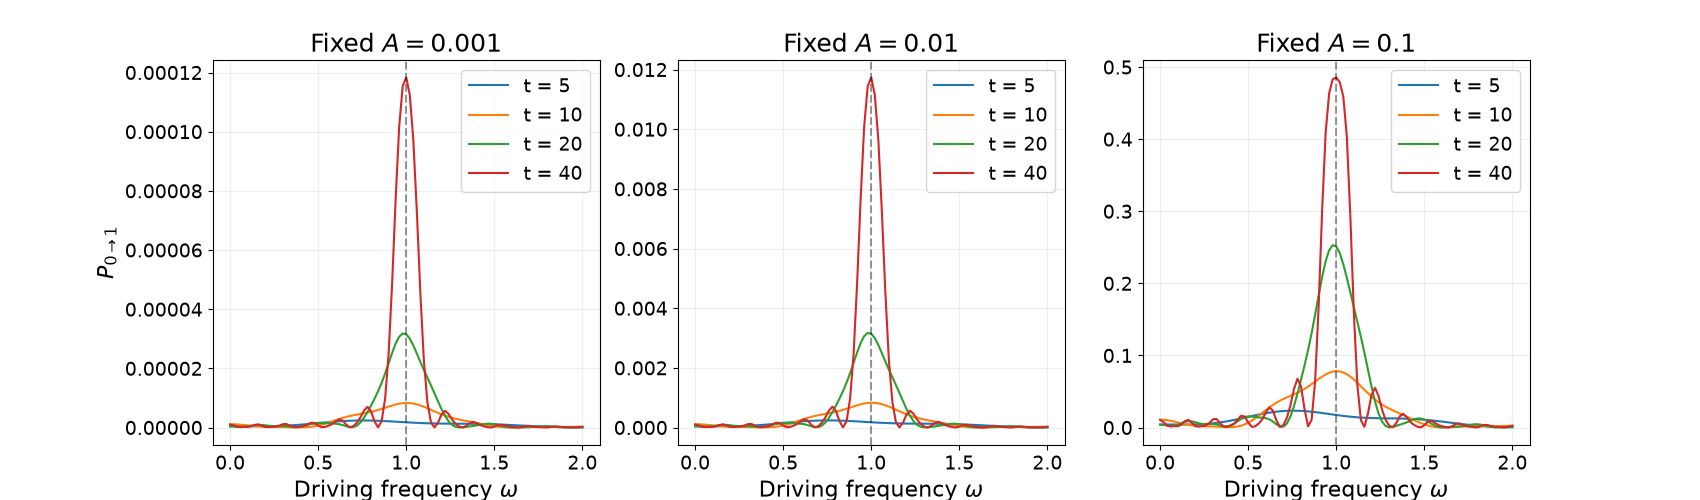 Fixed A = 0.001
P0→1
0.00012
0.00010
0.00008
0.00006
0.00004
0.00002
0.00000
t = 5
t = 10
t = 20
t = 40
0.0 0.5 1.0 1.5 2.0
Driving frequency ω
Fixed A = 0.01
0.012
0.010
0.008
0.006
0.004
0.002
0.000
t = 5
t = 10
t = 20
t = 40
0.0 0.5 1.0 1.5 2.0
Driving frequency ω
Fixed A = 0.1
0.5
0.4
0.3
0.2
0.1
0.0
t = 5
t = 10
t = 20
t = 40
0.0 0.5 1.0 1.5 2.0
Driving frequency ω